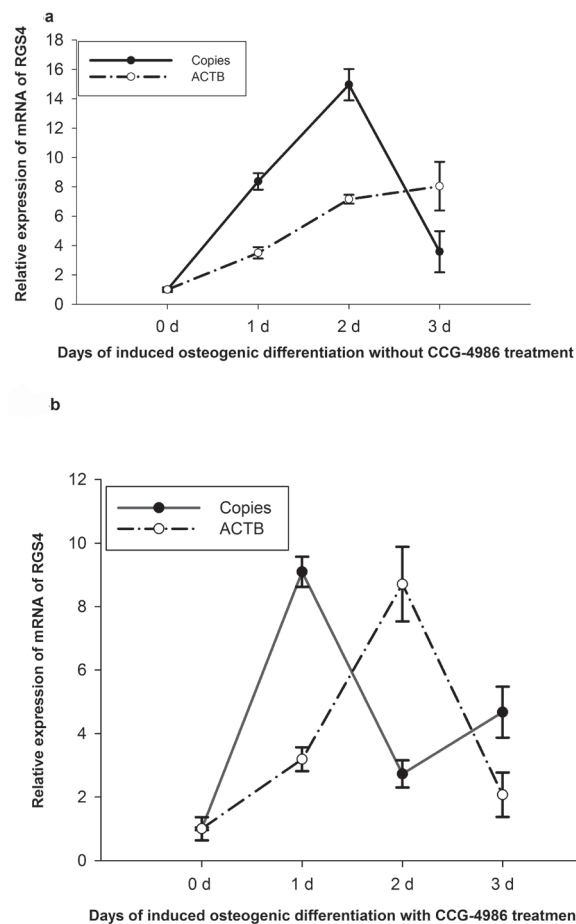 a
18
16
14
12
10
8
6
4
2
0
Relative expression of mRNA of RGS4
Copies
ACTB
0 d 1 d 2 d 3 d
Days of induced osteogenic differentiation without CCG-4986 treatment
b
12
10
8
6
4
2
0
Relative expression of mRNA of RGS4
Copies
ACTB
0 d 1 d 2 d 3 d
Days of induced osteogenic differentiation with CCG-4986 treatmen